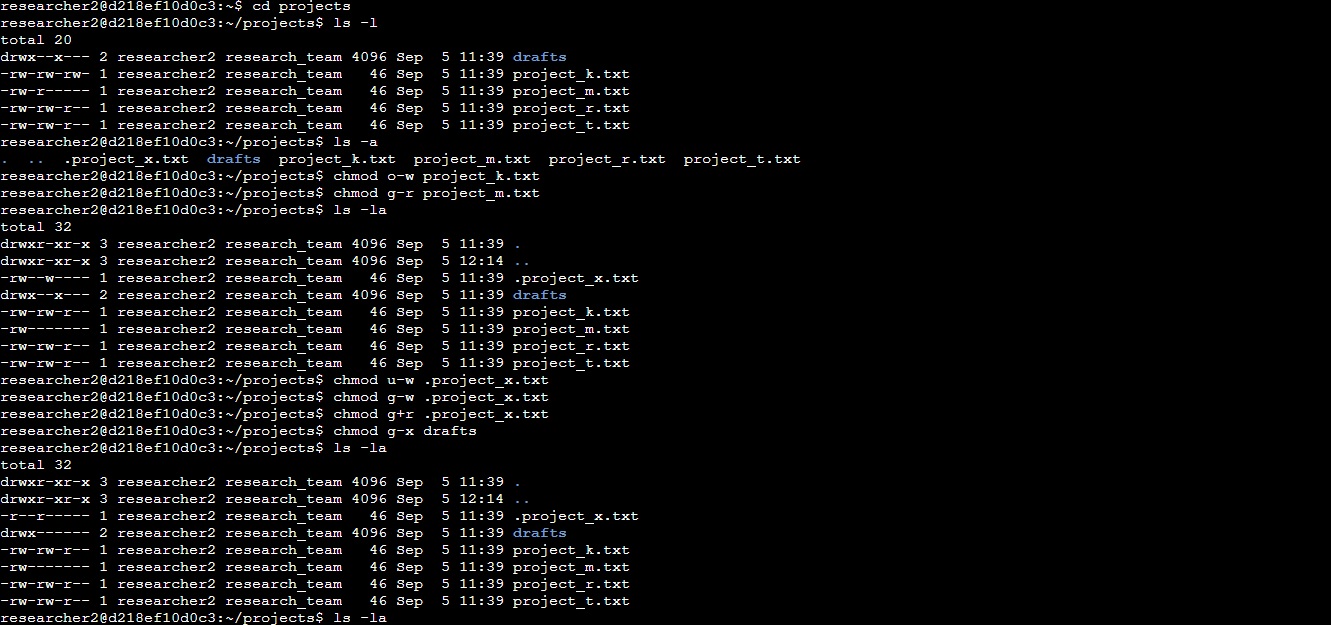 researcher2@d218ef10d0c3:~$ cd projects
researcher2@d218ef10d0c3:~/projects$ ls -l
total 20
drwx--x--- 2 researcher2 research_team 4096 Sep  5 11:39 drafts
-rw-rw-rw- 1 researcher2 research_team   46 Sep  5 11:39 project_k.txt
-rw-r----- 1 researcher2 research_team   46 Sep  5 11:39 project_m.txt
-rw-rw-r-- 1 researcher2 research_team   46 Sep  5 11:39 project_r.txt
-rw-rw-r-- 1 researcher2 research_team   46 Sep  5 11:39 project_t.txt
researcher2@d218ef10d0c3:~/projects$ ls -a
.  ..  .project_x.txt  drafts  project_k.txt  project_m.txt  project_r.txt  project_t.txt
researcher2@d218ef10d0c3:~/projects$ chmod o-w project_k.txt
researcher2@d218ef10d0c3:~/projects$ chmod g-r project_m.txt
researcher2@d218ef10d0c3:~/projects$ ls -la
total 32
drwxr-xr-x 3 researcher2 research_team 4096 Sep  5 11:39 .
drwxr-xr-x 3 researcher2 research_team 4096 Sep  5 12:14 ..
-rw--w---- 1 researcher2 research_team   46 Sep  5 11:39 .project_x.txt
drwx--x--- 2 researcher2 research_team 4096 Sep  5 11:39 drafts
-rw-rw-r-- 1 researcher2 research_team   46 Sep  5 11:39 project_k.txt
-rw------- 1 researcher2 research_team   46 Sep  5 11:39 project_m.txt
-rw-rw-r-- 1 researcher2 research_team   46 Sep  5 11:39 project_r.txt
-rw-rw-r-- 1 researcher2 research_team   46 Sep  5 11:39 project_t.txt
researcher2@d218ef10d0c3:~/projects$ chmod u-w .project_x.txt
researcher2@d218ef10d0c3:~/projects$ chmod g-w .project_x.txt
researcher2@d218ef10d0c3:~/projects$ chmod g+r .project_x.txt
researcher2@d218ef10d0c3:~/projects$ chmod g-x drafts
researcher2@d218ef10d0c3:~/projects$ ls -la
total 32
drwxr-xr-x 3 researcher2 research_team 4096 Sep  5 11:39 .
drwxr-xr-x 3 researcher2 research_team 4096 Sep  5 12:14 ..
-r--r----- 1 researcher2 research_team   46 Sep  5 11:39 .project_x.txt
drwx------ 2 researcher2 research_team 4096 Sep  5 11:39 drafts
-rw-rw-r-- 1 researcher2 research_team   46 Sep  5 11:39 project_k.txt
-rw------- 1 researcher2 research_team   46 Sep  5 11:39 project_m.txt
-rw-rw-r-- 1 researcher2 research_team   46 Sep  5 11:39 project_r.txt
-rw-rw-r-- 1 researcher2 research_team   46 Sep  5 11:39 project_t.txt
researcher2@d218ef10d0c3:~/projects$ ls -la